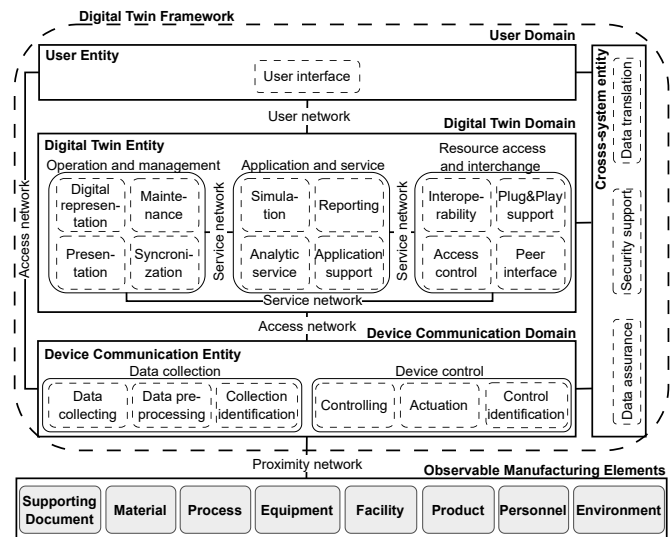 Digital Twin Framework
User Domain
User Entity
User interface
User network
Crosss-system entity
Data translation
Security support
Data assurance
Access network
Digital Twin Domain
Digital Twin Entity
Operation and management
Digital
represen-
tation
Mainte-
nance
Presen-
tation
Syncroni-
zation
Service network
Application and service
Simula-
tion
Reporting
Analytic
service
Application
support
Service network
Resource access
and interchange
Interope-
rability
Plug&Play
support
Access
control
Peer
interface
Service network
Access network
Device Communication Domain
Device Communication Entity
Data collection
Data
collecting
Data pre-
processing
Collection
identification
Device control
Controlling
Actuation
Control
identification
Proximity network
Observable Manufacturing Elements
Supporting
Document
Material
Process
Equipment
Facility
Product
Personnel
Environment